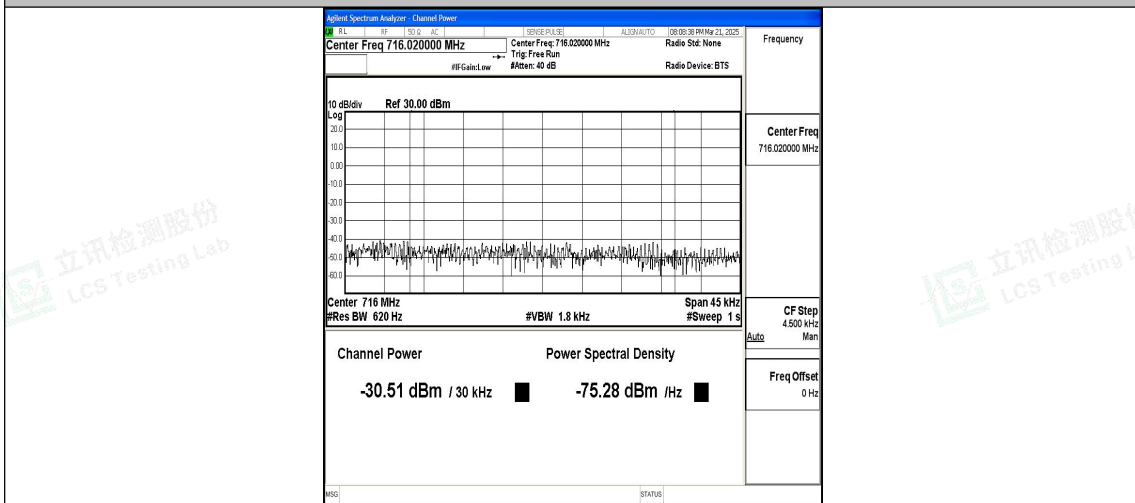 Agilent Spectrum Analyzer - Channel Power
RL RF 50 Ω AC SENSE:PULSE ALIGNAUTO 08:08:38 PM Mar 21, 2025
Center Freq 716.020000 MHz
Center Freq: 716.020000 MHz
Radio Std: None
Trig: Free Run
#IFGain:Low
#Atten: 40 dB
Radio Device: BTS
Frequency
10 dB/div Ref 30.00 dBm
Log
20.0
10.0
0.00
-10.0
-20.0
-30.0
-40.0
-50.0
-60.0
Center Freq
716.020000 MHz
Center 716 MHz
Span 45 kHz
#Res BW 620 Hz
#VBW 1.8 kHz
#Sweep 1 s
CF Step
4.500 kHz
Auto Man
Channel Power
Power Spectral Density
-30.51 dBm / 30 kHz
-75.28 dBm /Hz
Freq Offset
0 Hz
MSG
STATUS
立讯检测股份
LCS Testing Lab
立讯检测股份
LCS Testing L